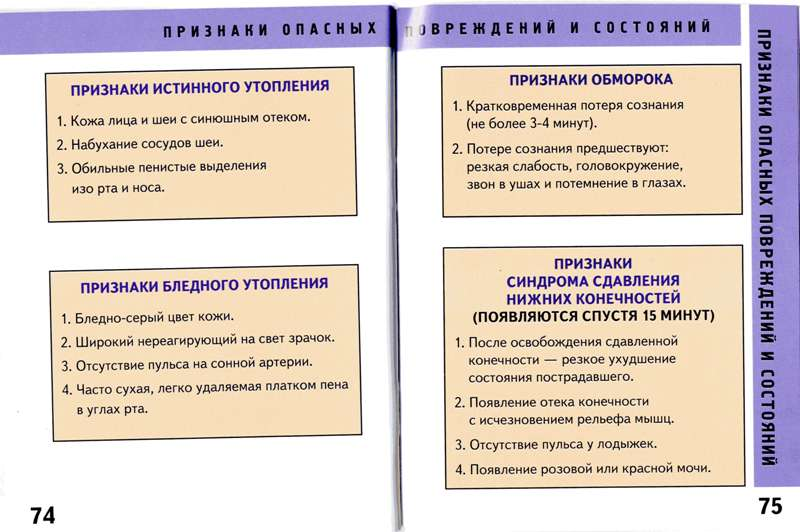 ПРИЗНАКИ ОПАСНЫХ
ПРИЗНАКИ ИСТИННОГО УТОПЛЕНИЯ
1. Кожа лица и шеи с синюшным отеком.
2. Набухание сосудов шеи.
3. Обильные пенистые выделения
изо рта и носа.
ПРИЗНАКИ БЛЕДНОГО УТОПЛЕНИЯ
1. Бледно-серый цвет кожи.
2. Широкий нереагирующий на свет зрачок.
3. Отсутствие пульса на сонной артерии.
4. Часто сухая, легко удаляемая платком пена
в углах рта.
74
ПОВРЕЖДЕНИЙ И СОСТОЯНИЙ
ПРИЗНАКИ ОБМОРОКА
1. Кратковременная потеря сознания
(не более 3-4 минут).
2. Потере сознания предшествуют:
резкая слабость, головокружение,
звон в ушах и потемнение в глазах.
ПРИЗНАКИ
СИНДРОМА СДАВЛЕНИЯ
НИЖНИХ КОНЕЧНОСТЕЙ
(ПОЯВЛЯЮТСЯ СПУСТЯ 15 МИНУТ)
1. После освобождения сдавленной
конечности — резкое ухудшение
состояния пострадавшего.
2. Появление отека конечности
с исчезновением рельефа мышц.
3. Отсутствие пульса у лодыжек.
4. Появление розовой или красной мочи.
ПРИЗНАКИ ОПАСНЫХ ПОВРЕЖДЕНИЙ И СОСТОЯНИЙ
75